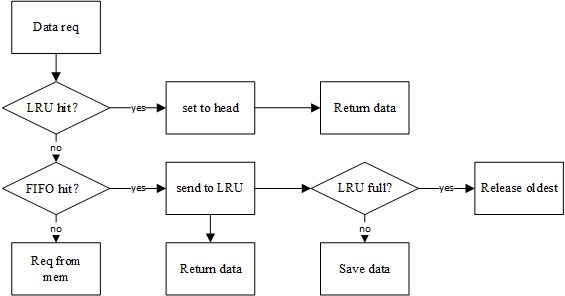 Data req
LRU hit?
yes
set to head
Return data
no
FIFO hit?
yes
send to LRU
LRU full?
yes
Release oldest
no
no
Req from
mem
Return data
Save data